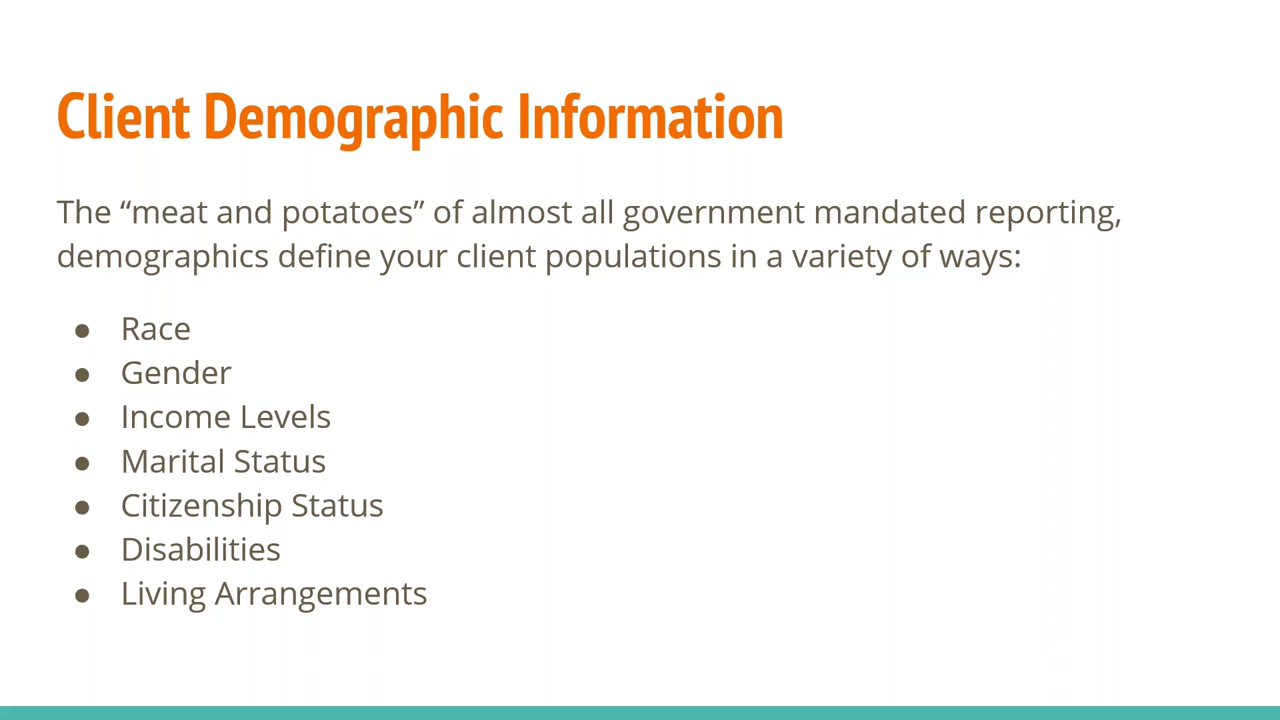 Client Demographic Information
The “meat and potatoes” of almost all government mandated reporting,
demographics define your client populations in a variety of ways:
● Race
● Gender
● Income Levels
● Marital Status
● Citizenship Status
● Disabilities
● Living Arrangements